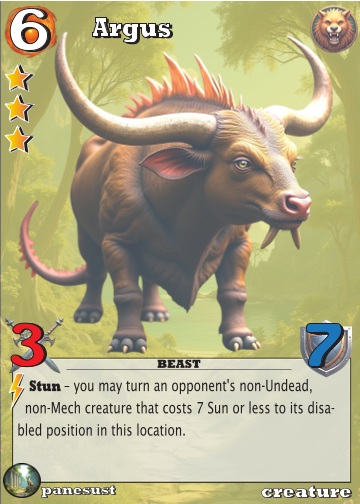 6 Argus
3 7
BEAST
Stun – you may turn an opponent's non-Undead,
non-Mech creature that costs 7 Sun or less to its disa-
bled position in this location.
panesust creature